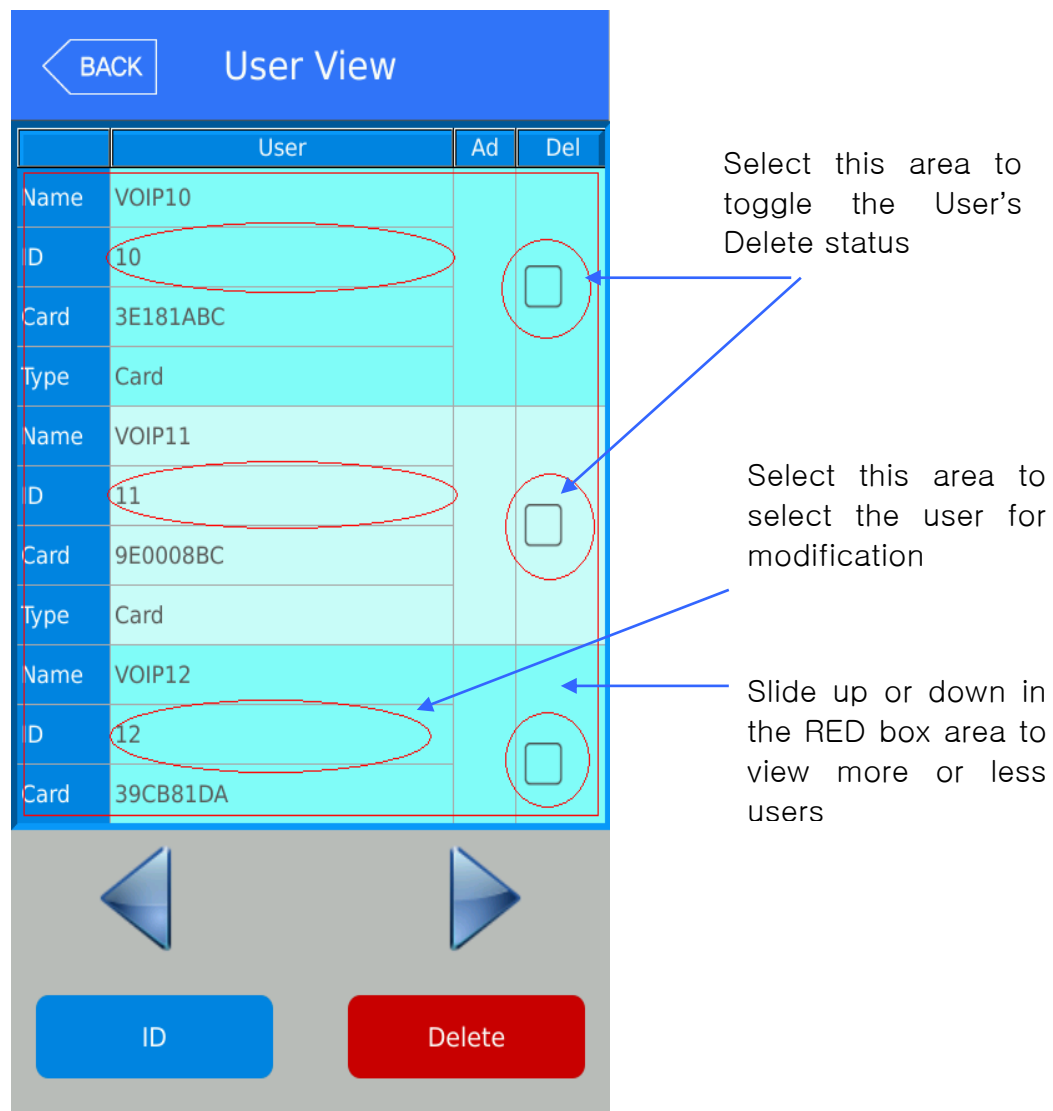 BACK User View
User Ad Del
Name VOIP10
ID 10
Card 3E181ABC
Type Card
Name VOIP11
ID 11
Card 9E0008BC
Type Card
Name VOIP12
ID 12
Card 39CB81DA
ID Delete
Select this area to
toggle the User's
Delete status
Select this area to
select the user for
modification
Slide up or down in
the RED box area to
view more or less
users